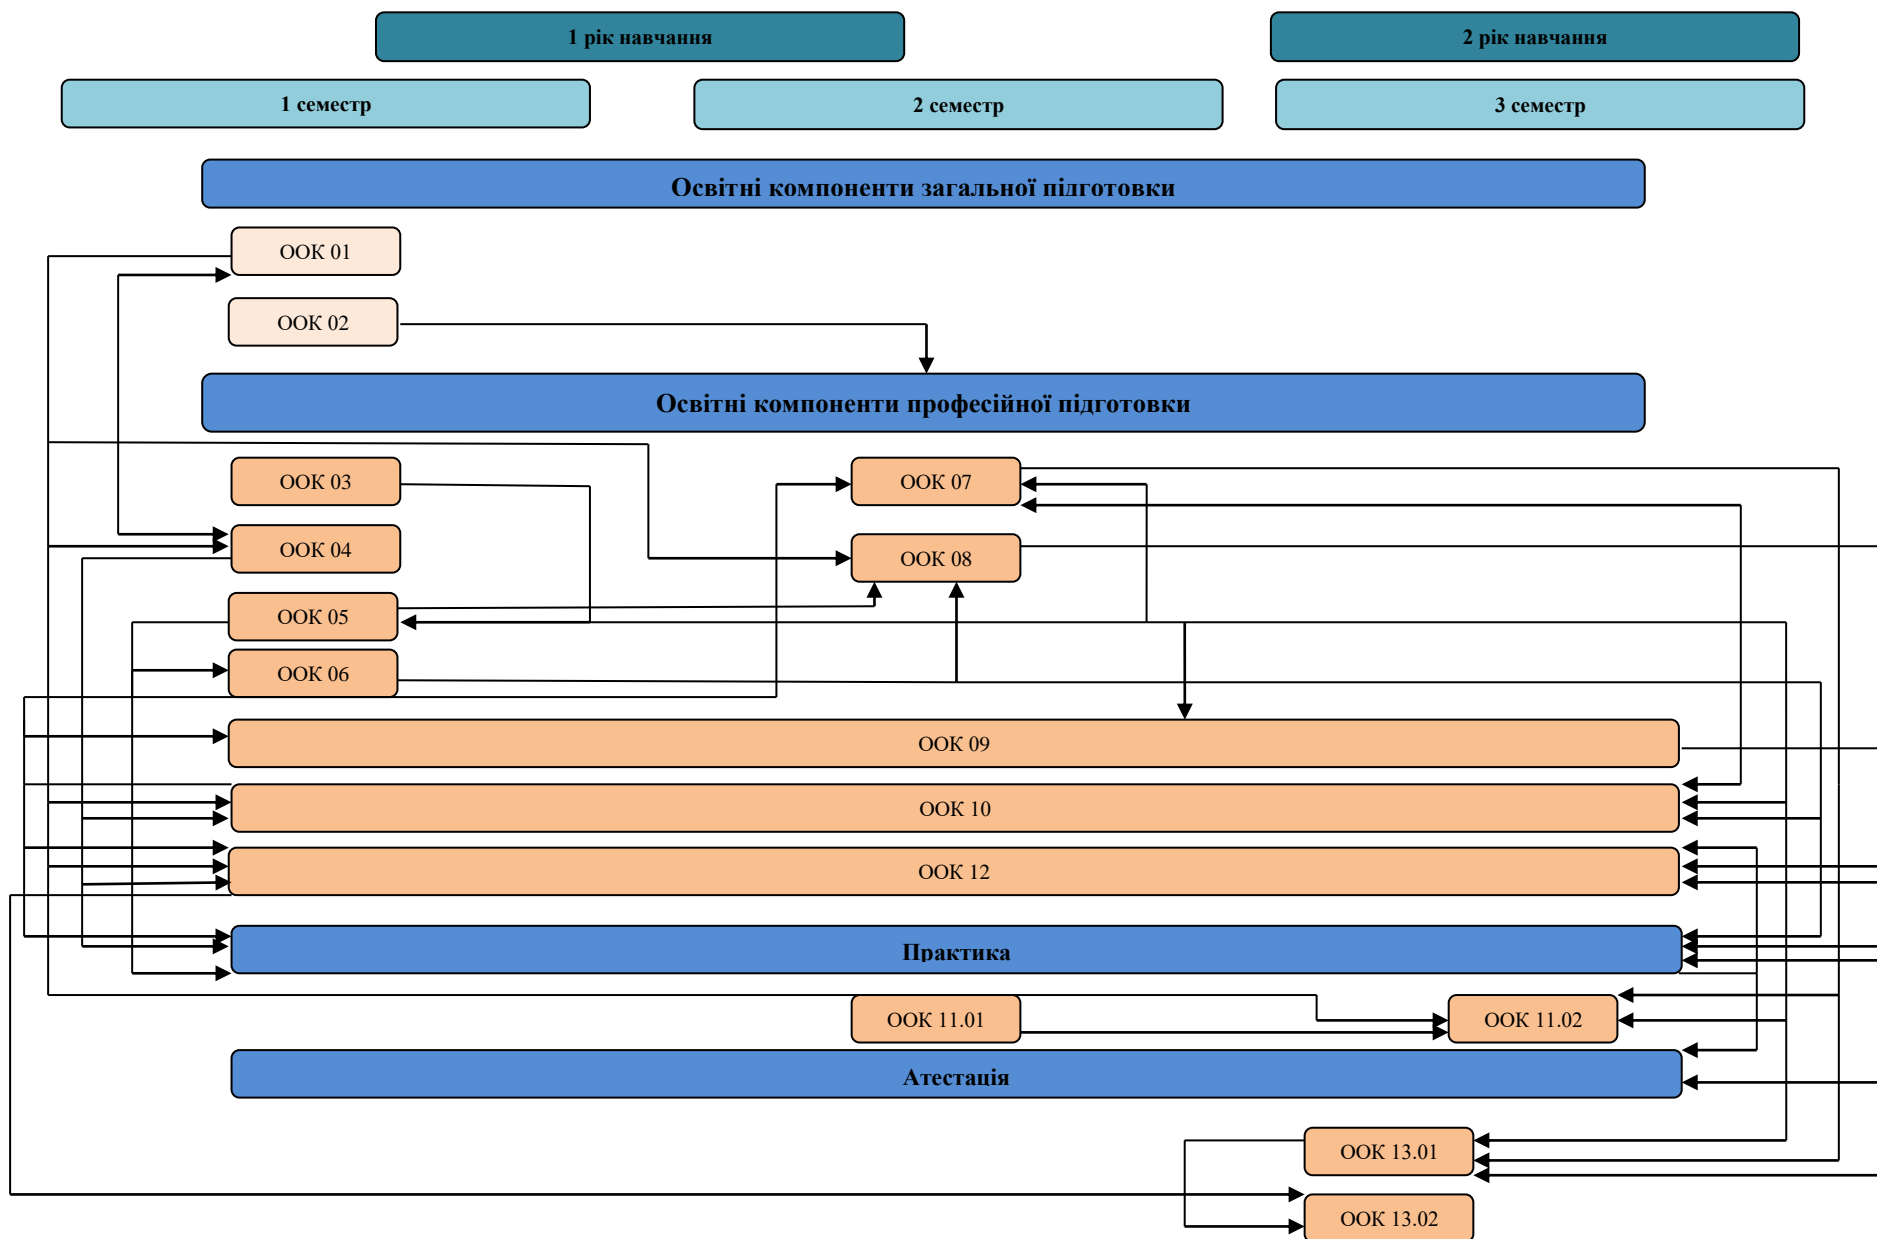 1 рік навчання
2 рік навчання
1 семестр
2 семестр
3 семестр
Освітні компоненти загальної підготовки
ООК 01
ООК 02
Освітні компоненти професійної підготовки
ООК 03
ООК 07
ООК 04
ООК 08
ООК 05
ООК 06
ООК 09
ООК 10
ООК 12
Практика
ООК 11.01
ООК 11.02
Атестація
ООК 13.01
ООК 13.02